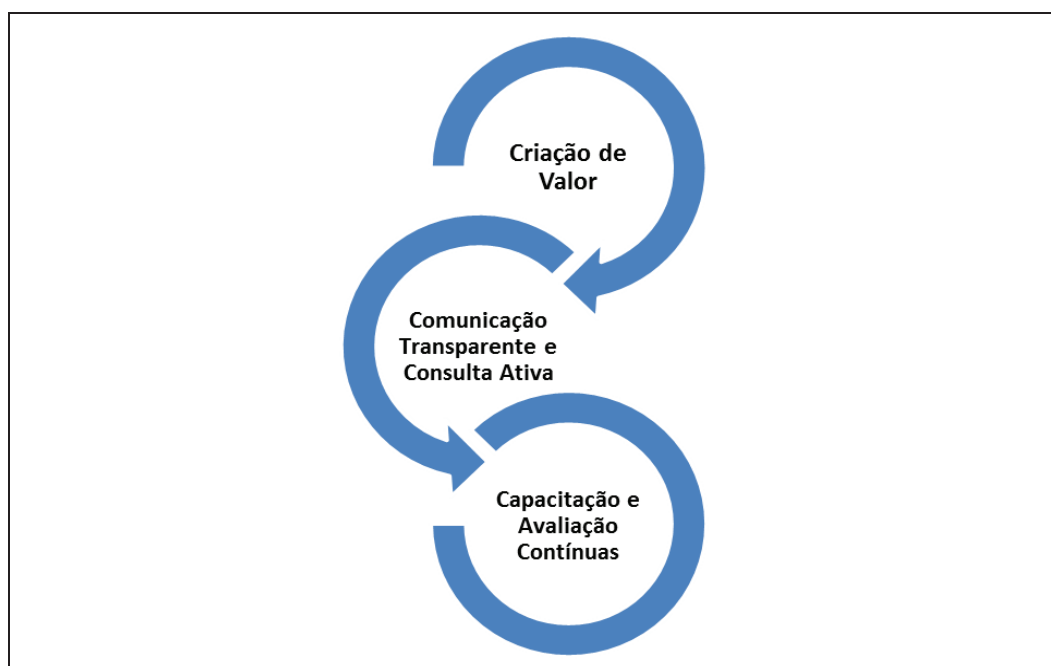 Criação de
Valor
Comunicação
Transparente e
Consulta Ativa
Capacitação e
Avaliação
Contínuas